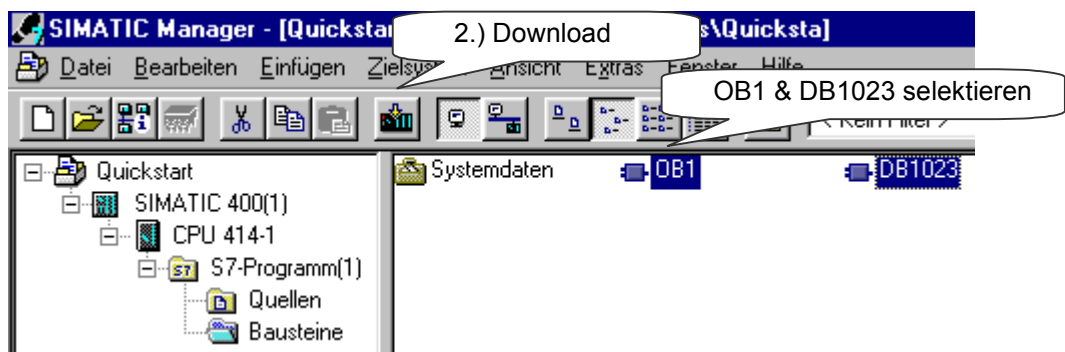 SIMATIC Manager - [Quickstar s\Quicksta]
2.) Download
Datei Bearbeiten Einfügen Zielsystem Ansicht Extras Fenster Hilfe
OB1 & DB1023 selektieren
< Kein Filter >
Quickstart
SIMATIC 400(1)
CPU 414-1
S7-Programm(1)
Quellen
Bausteine
Systemdaten OB1 DB1023